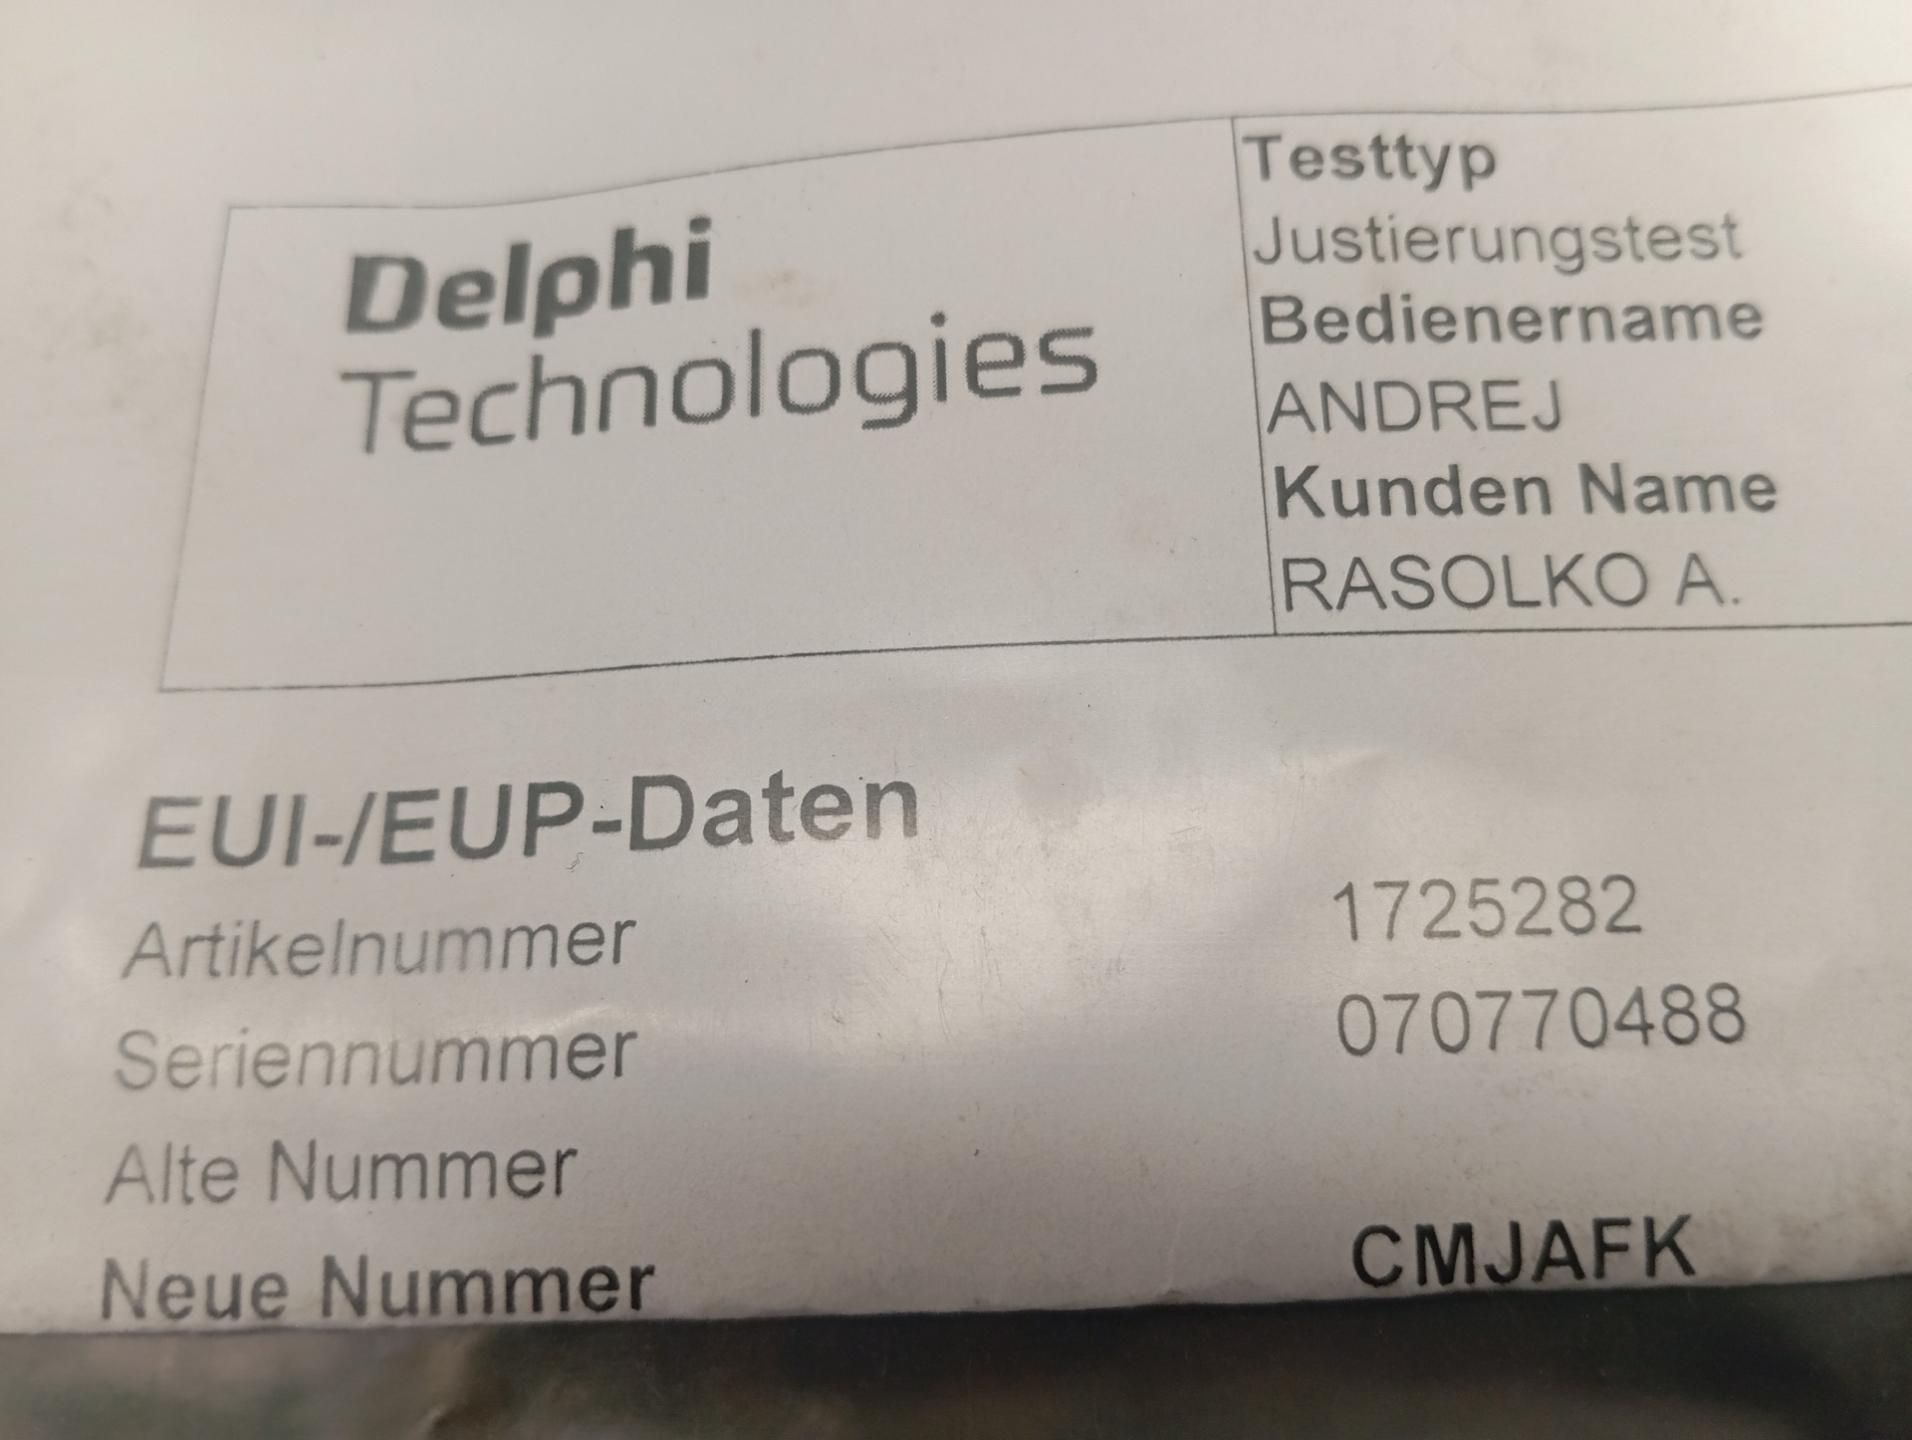 Delphi
Technologies
Testtyp
Justierungstest
Bedienername
ANDREJ
Kunden Name
RASOLKO A.
EUI-/EUP-Daten
Artikelnummer 1725282
Seriennummer 070770488
Alte Nummer
Neue Nummer CMJAFK